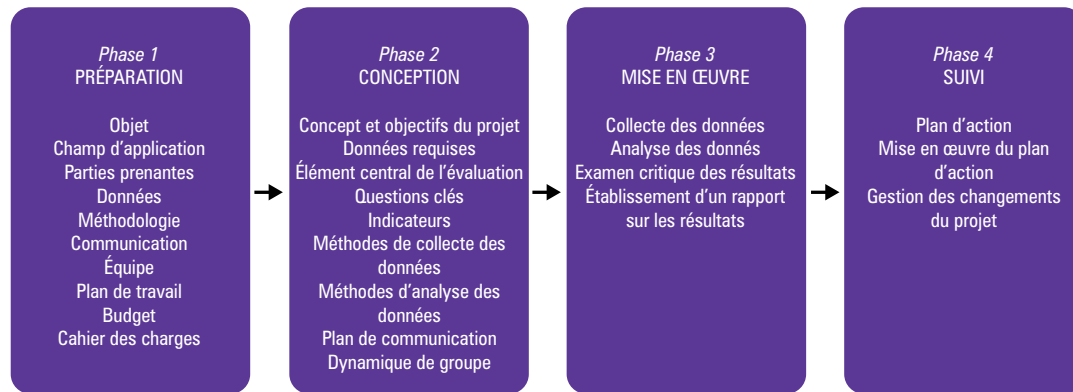 Phase 1
PRÉPARATION
Objet
Champ d'application
Parties prenantes
Données
Méthodologie
Communication
Équipe
Plan de travail
Budget
Cahier des charges
Phase 2
CONCEPTION
Concept et objectifs du projet
Données requises
Élément central de l'évaluation
Questions clés
Indicateurs
Méthodes de collecte des
données
Méthodes d'analyse des
données
Plan de communication
Dynamique de groupe
Phase 3
MISE EN ŒUVRE
Collecte des données
Analyse des donnés
Examen critique des résultats
Établissement d'un rapport
sur les résultats
Phase 4
SUIVI
Plan d'action
Mise en œuvre du plan
d'action
Gestion des changements
du projet